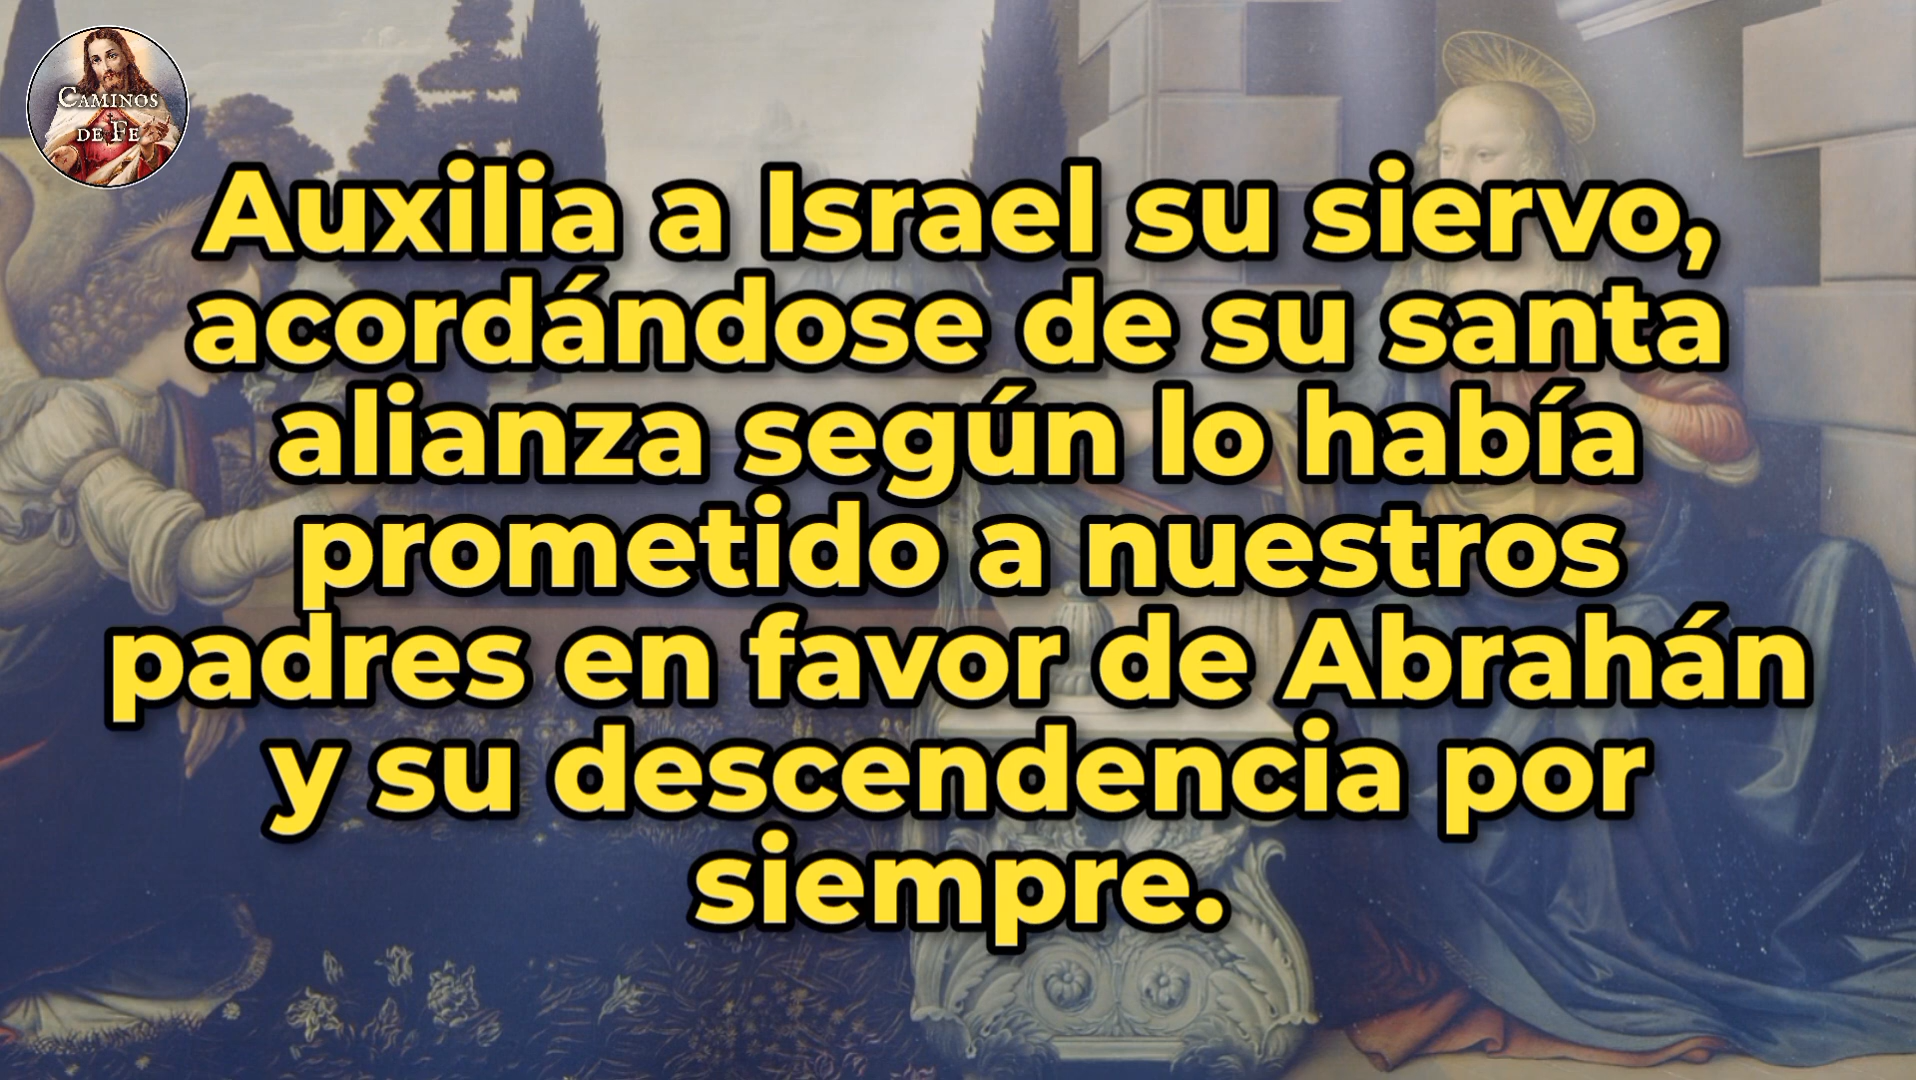 CAMINOS
DE FE
Auxilia a Israel su siervo,
acordándose de su santa
alianza según lo había
prometido a nuestros
padres en favor de Abrahán
y su descendencia por
siempre.